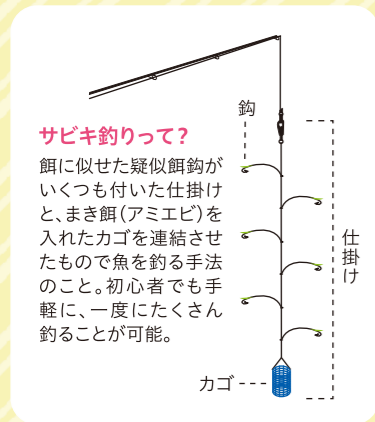 サビキ釣りって?
餌に似せた疑似餌鈎が
いくつも付いた仕掛け
と、まき餌(アミエビ)を
入れたカゴを連結させ
たもので魚を釣る手法
のこと。初心者でも手
軽に、一度にたくさん
釣ることが可能。
鈎
仕掛け
カゴ